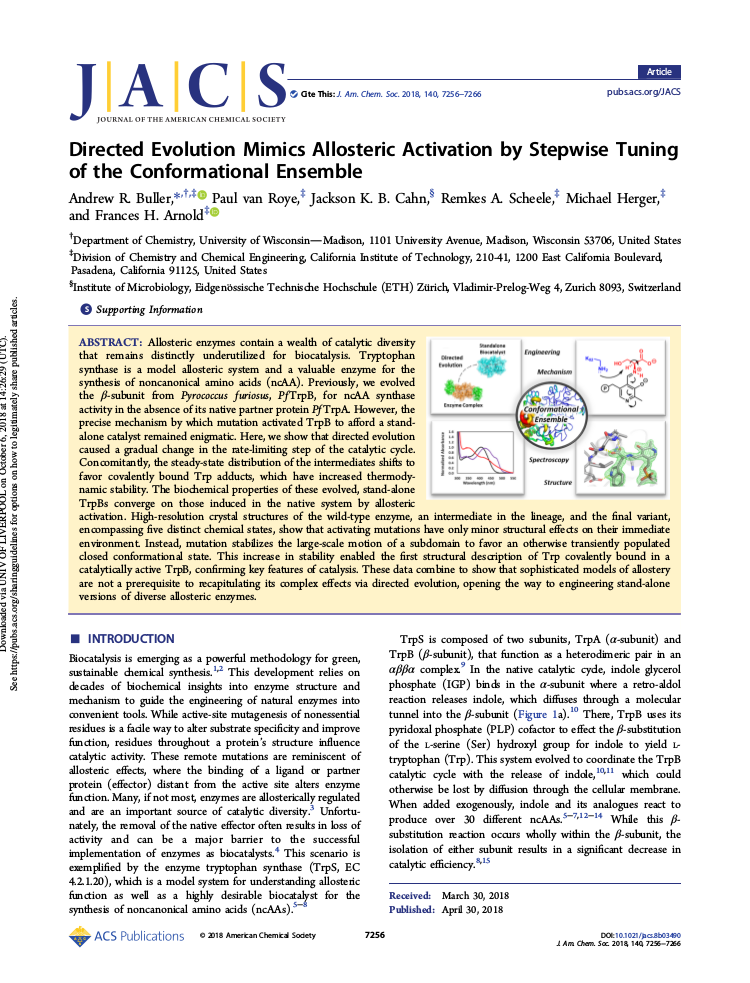 J|A|C|S
JOURNAL OF THE AMERICAN CHEMICAL SOCIETY
Article
Cite This: J. Am. Chem. Soc. 2018, 140, 7256−7266
pubs.acs.org/JACS
Directed Evolution Mimics Allosteric Activation by Stepwise Tuning
of the Conformational Ensemble
Andrew R. Buller,*,†,‡ Paul van Roye,‡ Jackson K. B. Cahn,§ Remkes A. Scheele,‡ Michael Herger,‡
and Frances H. Arnold‡
†Department of Chemistry, University of Wisconsin—Madison, 1101 University Avenue, Madison, Wisconsin 53706, United States
‡Division of Chemistry and Chemical Engineering, California Institute of Technology, 210-41, 1200 East California Boulevard,
Pasadena, California 91125, United States
§Institute of Microbiology, Eidgenössische Technische Hochschule (ETH) Zürich, Vladimir-Prelog-Weg 4, Zurich 8093, Switzerland
S Supporting Information
ABSTRACT: Allosteric enzymes contain a wealth of catalytic diversity
that remains distinctly underutilized for biocatalysis. Tryptophan
synthase is a model allosteric system and a valuable enzyme for the
synthesis of noncanonical amino acids (ncAA). Previously, we evolved
the β-subunit from Pyrococcus furiosus, PfTrpB, for ncAA synthase
activity in the absence of its native partner protein PfTrpA. However, the
precise mechanism by which mutation activated TrpB to afford a stand-
alone catalyst remained enigmatic. Here, we show that directed evolution
caused a gradual change in the rate-limiting step of the catalytic cycle.
Concomitantly, the steady-state distribution of the intermediates shifts to
favor covalently bound Trp adducts, which have increased thermody-
namic stability. The biochemical properties of these evolved, stand-alone
TrpBs converge on those induced in the native system by allosteric
activation. High-resolution crystal structures of the wild-type enzyme, an intermediate in the lineage, and the final variant,
encompassing five distinct chemical states, show that activating mutations have only minor structural effects on their immediate
environment. Instead, mutation stabilizes the large-scale motion of a subdomain to favor an otherwise transiently populated
closed conformational state. This increase in stability enabled the first structural description of Trp covalently bound in a
catalytically active TrpB, confirming key features of catalysis. These data combine to show that sophisticated models of allostery
are not a prerequisite to recapitulating its complex effects via directed evolution, opening the way to engineering stand-alone
versions of diverse allosteric enzymes.
Directed
Evolution
Standalone
Biocatalyst
Enzyme Complex
Engineering
Mechanism
Conformational
Ensemble
Spectroscopy
Structure
Normalized Absorbance
Wavelength (nm)
■ INTRODUCTION
Biocatalysis is emerging as a powerful methodology for green,
sustainable chemical synthesis.1,2 This development relies on
decades of biochemical insights into enzyme structure and
mechanism to guide the engineering of natural enzymes into
convenient tools. While active-site mutagenesis of nonessential
residues is a facile way to alter substrate specificity and improve
function, residues throughout a protein's structure influence
catalytic activity. These remote mutations are reminiscent of
allosteric effects, where the binding of a ligand or partner
protein (effector) distant from the active site alters enzyme
function. Many, if not most, enzymes are allosterically regulated
and are an important source of catalytic diversity.3 Unfortu-
nately, the removal of the native effector often results in loss of
activity and can be a major barrier to the successful
implementation of enzymes as biocatalysts.4 This scenario is
exemplified by the enzyme tryptophan synthase (TrpS, EC
4.2.1.20), which is a model system for understanding allosteric
function as well as a highly desirable biocatalyst for the
synthesis of noncanonical amino acids (ncAAs).5−8
TrpS is composed of two subunits, TrpA (α-subunit) and
TrpB (β-subunit), that function as a heterodimeric pair in an
αββα complex.9 In the native catalytic cycle, indole glycerol
phosphate (IGP) binds in the α-subunit where a retro-aldol
reaction releases indole, which diffuses through a molecular
tunnel into the β-subunit (Figure 1a).10 There, TrpB uses its
pyridoxal phosphate (PLP) cofactor to effect the β-substitution
of the L-serine (Ser) hydroxyl group for indole to yield L-
tryptophan (Trp). This system evolved to coordinate the TrpB
catalytic cycle with the release of indole,10,11 which could
otherwise be lost by diffusion through the cellular membrane.
When added exogenously, indole and its analogues react to
produce over 30 different ncAAs.5−7,12−14 While this β-
substitution reaction occurs wholly within the β-subunit, the
isolation of either subunit results in a significant decrease in
catalytic efficiency.8,15
Received: March 30, 2018
Published: April 30, 2018
ACS Publications
© 2018 American Chemical Society
7256
DOI:10.1021/jacs.8b03490
J. Am. Chem. Soc. 2018, 140, 7256−7266
Downloaded via UNIV OF LIVERPOOL on October 6, 2018 at 14:26:29 (UTC).
See https://pubs.acs.org/sharingguidelines for options on how to legitimately share published articles.